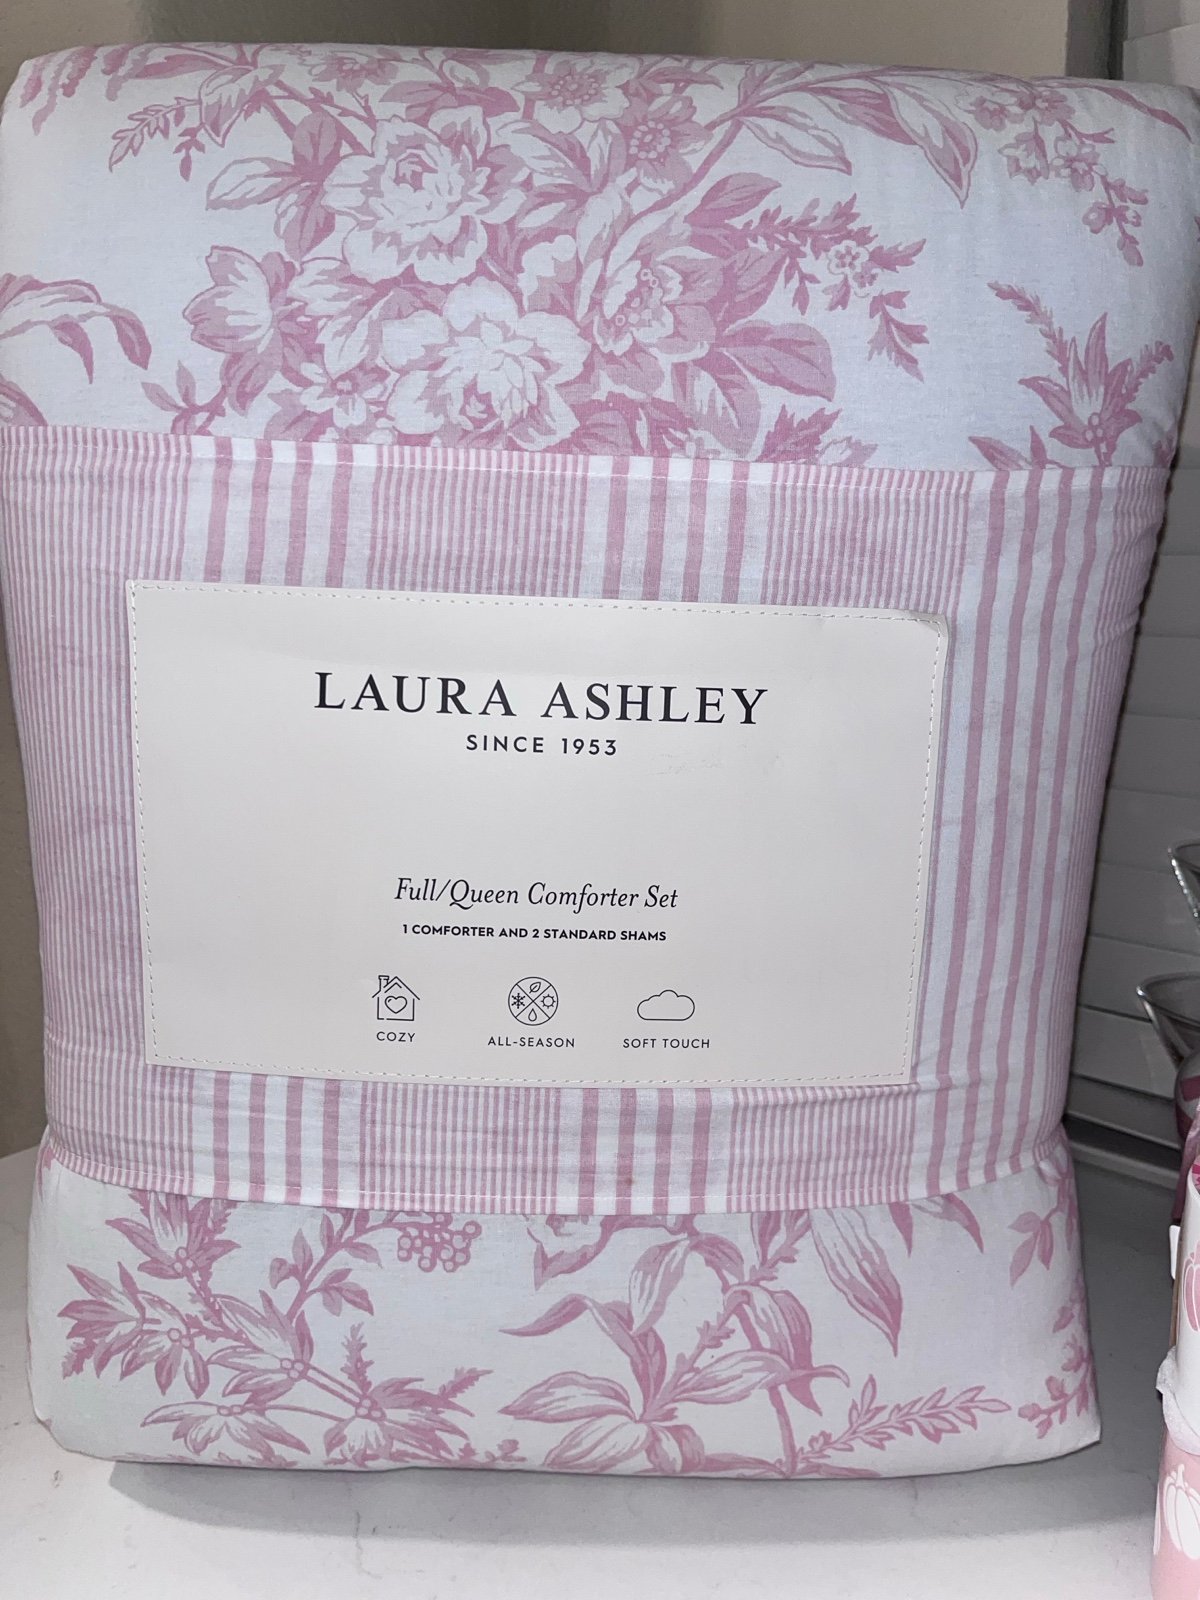 LAURA ASHLEY
SINCE 1953
Full/Queen Comforter Set
1 COMFORTER AND 2 STANDARD SHAMS
COZY
ALL-SEASON
SOFT TOUCH